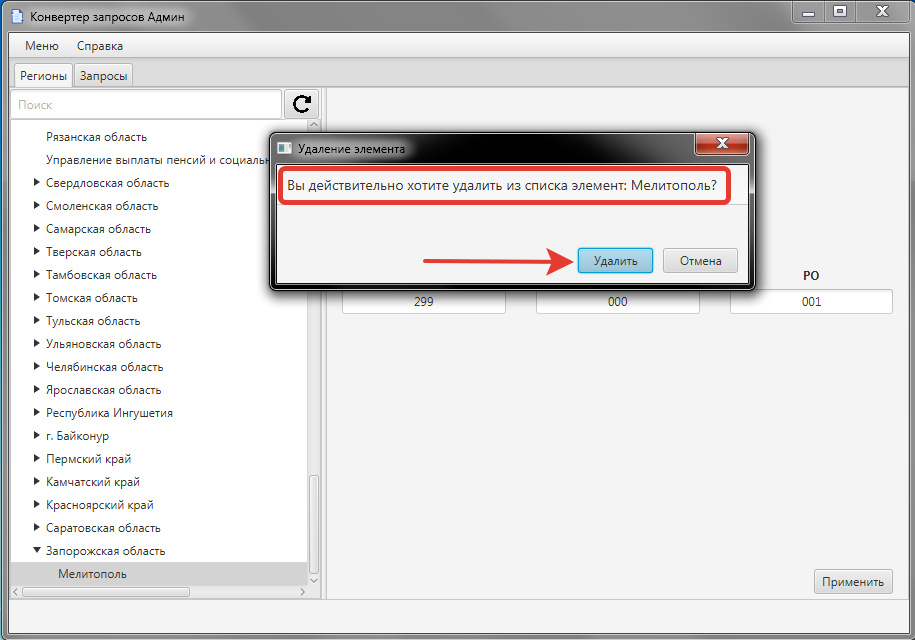 Конвертер запросов Админ
Меню Справка
Регионы Запросы
Поиск
Рязанская область
Управление выплаты пенсий и социальн
Свердловская область
Смоленская область
Самарская область
Тверская область
Тамбовская область
Томская область
Тульская область
Ульяновская область
Челябинская область
Ярославская область
Республика Ингушетия
г. Байконур
Пермский край
Камчатский край
Красноярский край
Саратовская область
Запорожская область
Мелитополь
Удаление элемента
Вы действительно хотите удалить из списка элемент: Мелитополь?
Удалить Отмена
РО
299 000 001
Применить